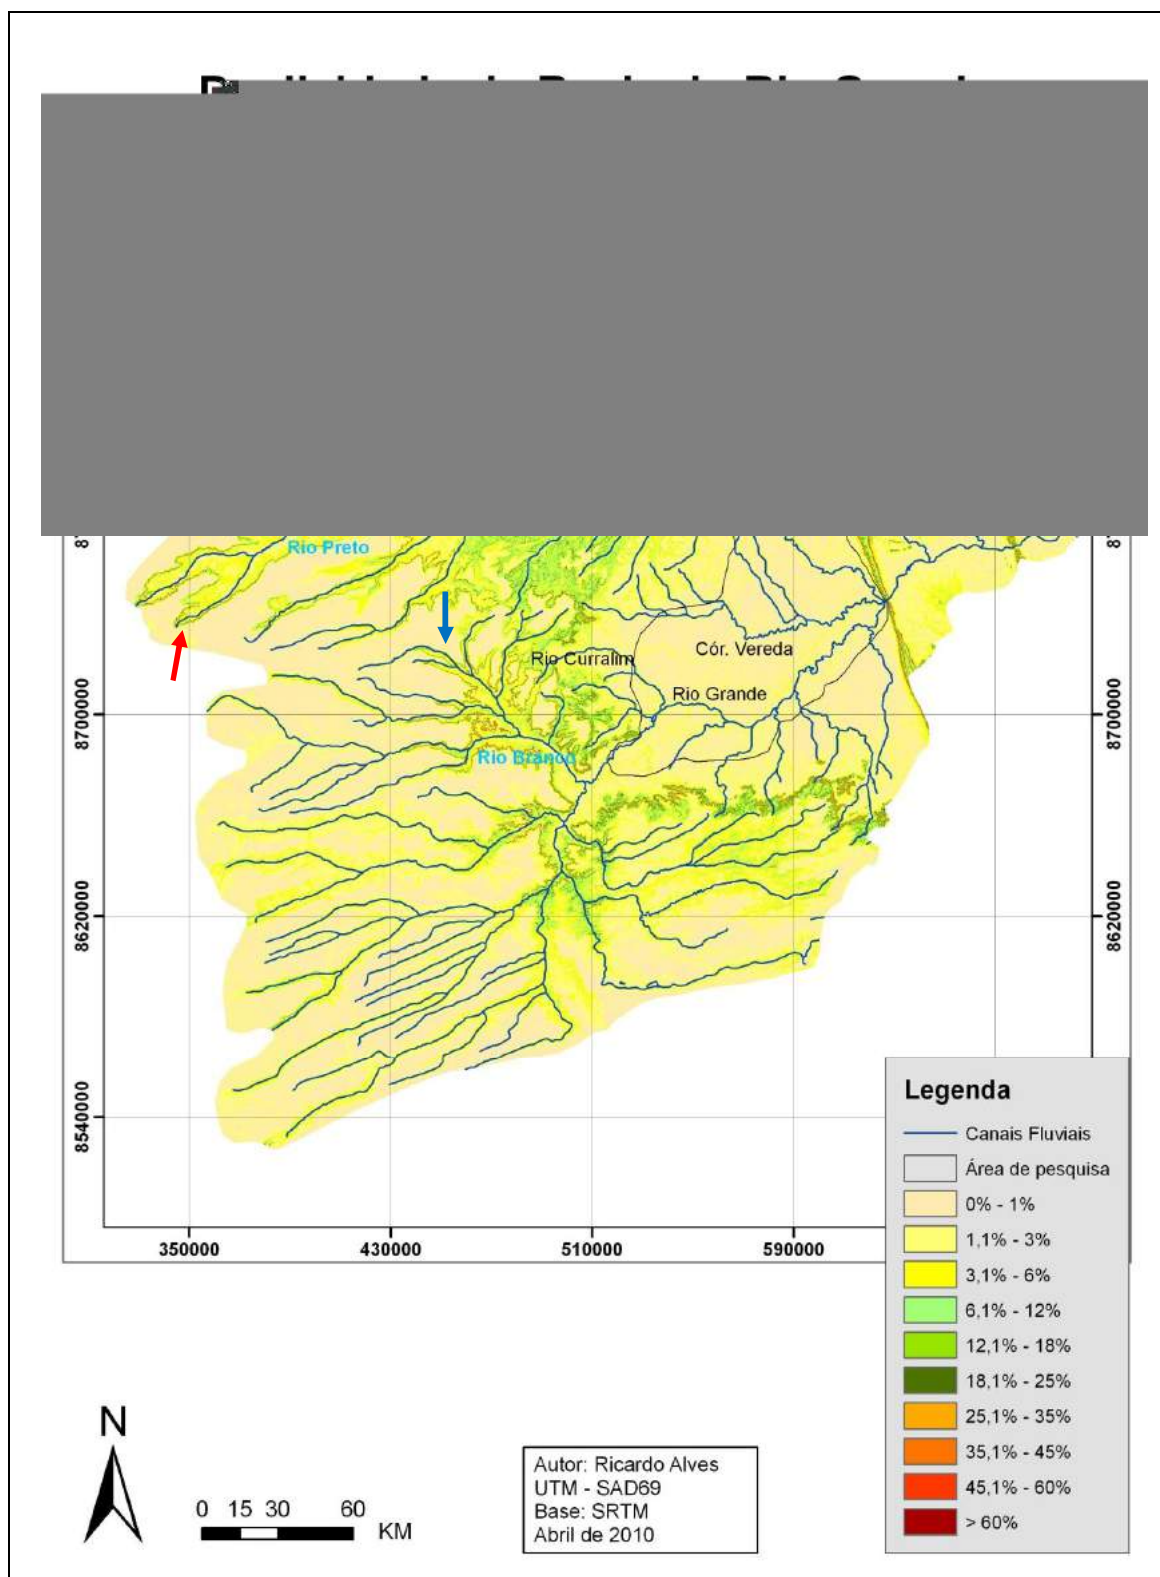 Rio Preto
Cór. Vereda
Rio Curralim
Rio Grande
Rio Branco
8700000
8700000
8620000
8620000
8540000
350000
430000
510000
590000
Legenda
Canais Fluviais
Área de pesquisa
0% - 1%
1,1% - 3%
3,1% - 6%
6,1% - 12%
12,1% - 18%
18,1% - 25%
25,1% - 35%
35,1% - 45%
45,1% - 60%
> 60%
N
0 15 30 60
KM
Autor: Ricardo Alves
UTM - SAD69
Base: SRTM
Abril de 2010